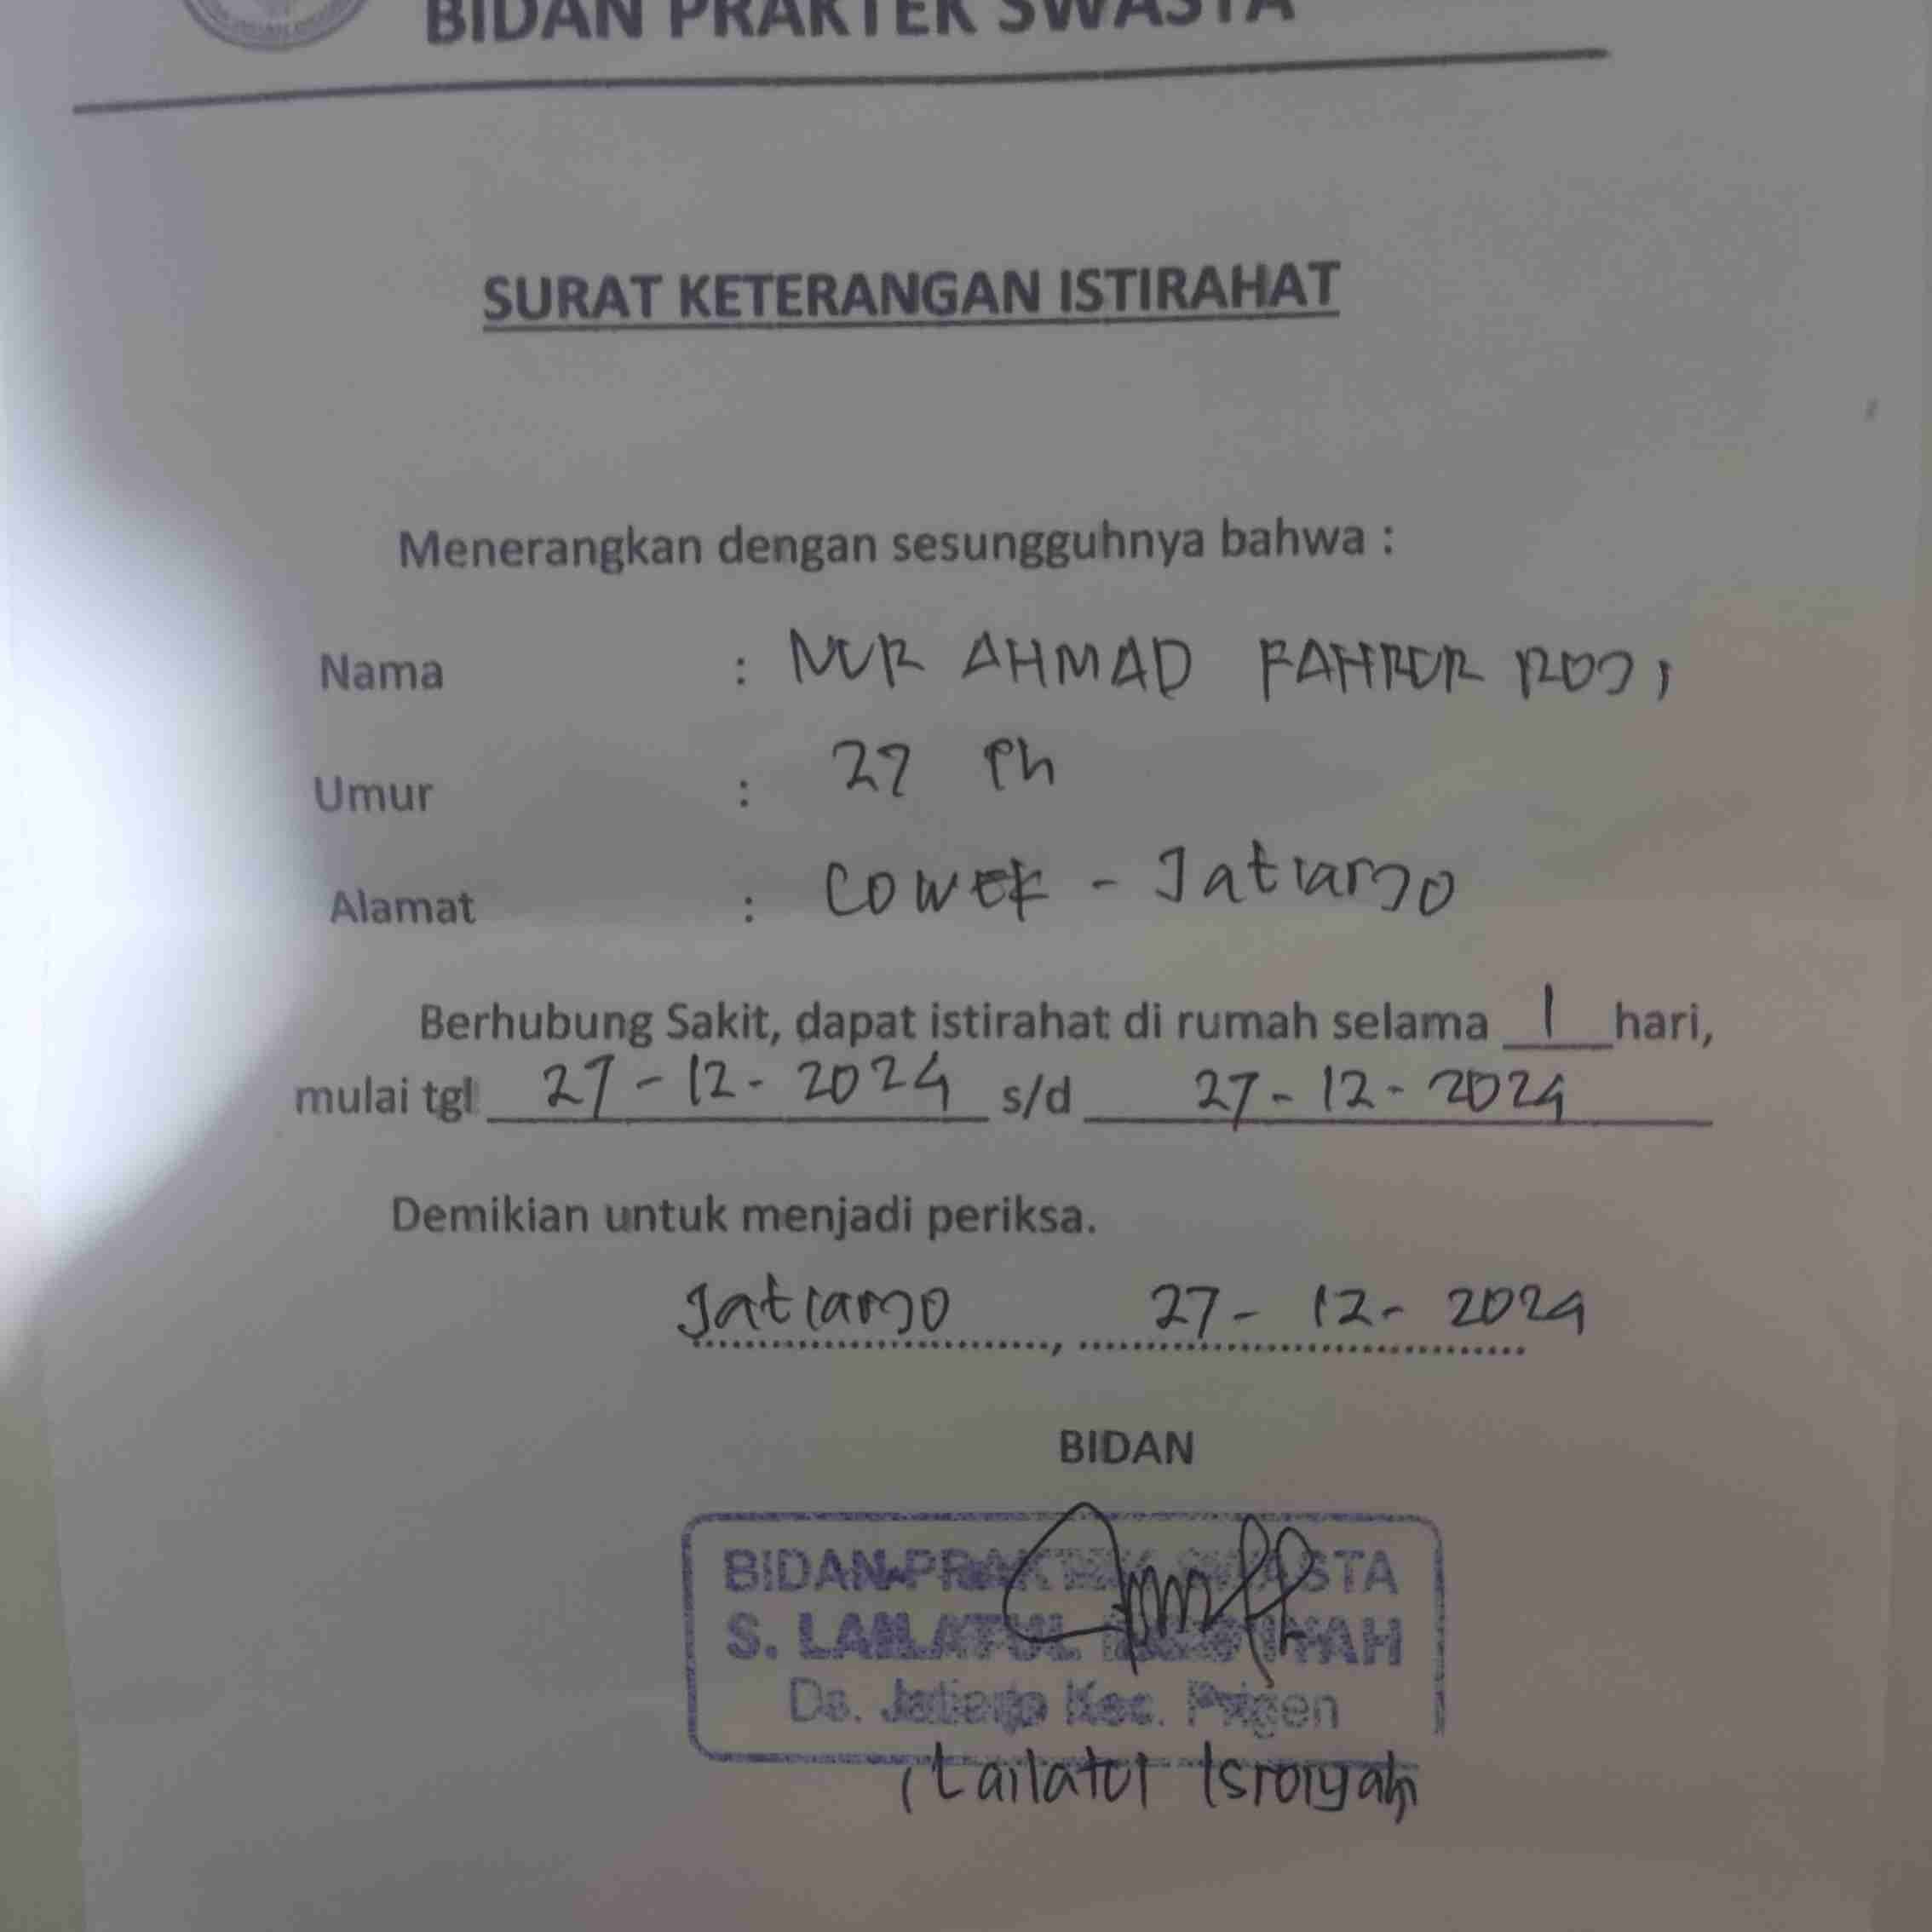 BIDAN PRAKTEK SWASTA
SURAT KETERANGAN ISTIRAHAT
Menerangkan dengan sesungguhnya bahwa :
Nama : NUR AHMAD FAHRUR ROJI
Umur : 27 Th
Alamat : COWEK - Jatiarjo
Berhubung Sakit, dapat istirahat di rumah selama 1 hari,
mulai tgl 27-12-2024 s/d 27-12-2024
Demikian untuk menjadi periksa.
Jatiarjo, 27-12-2024
BIDAN
BIDAN PRAKTEK SWASTA
S. LAILATUL ISROIYAH
Ds. Jatiarjo Kec. Prigen
(Lailatul Isroiyah)